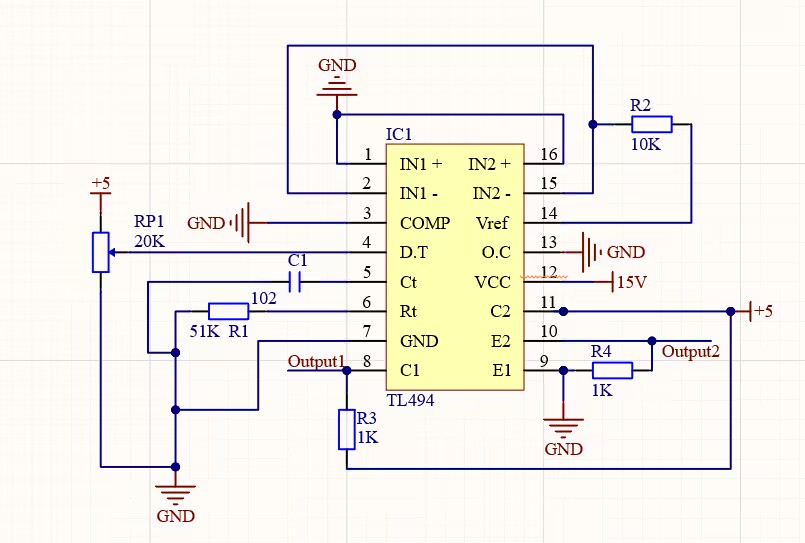 GND
R2
10K
IC1
1 IN1 + IN2 + 16
2 IN1 - IN2 - 15
GND 3 COMP Vref 14
+5
RP1
20K
4 D.T O.C 13 GND
C1
5 Ct VCC 12 15V
102
6 Rt C2 11 +5
51K R1
7 GND E2 10
Output1 8 C1 E1 9
R4
Output2
1K
TL494
R3
1K
GND
GND